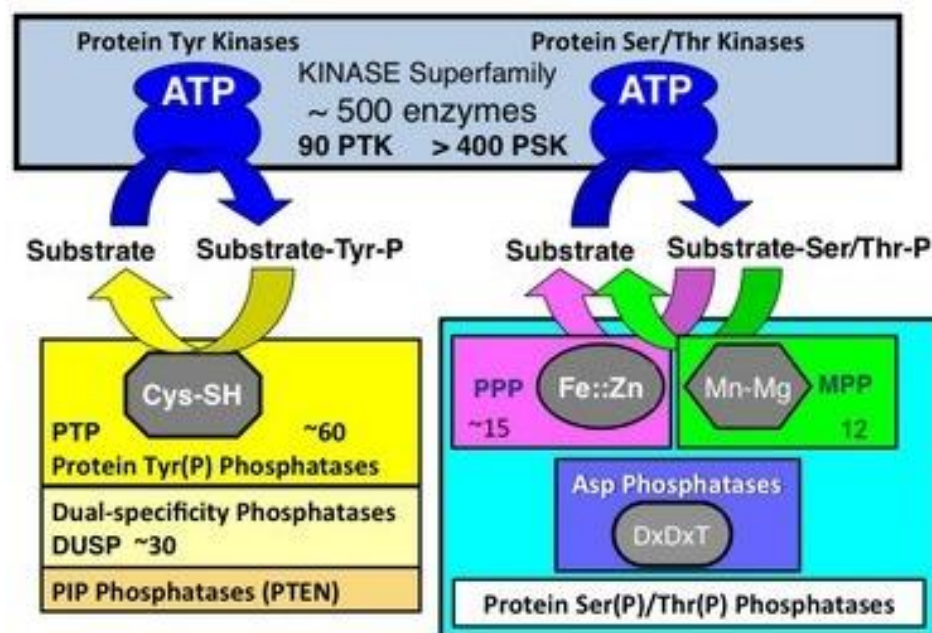 Protein Tyr Kinases
Protein Ser/Thr Kinases
ATP
KINASE Superfamily
ATP
~ 500 enzymes
90 PTK > 400 PSK
Substrate
Substrate-Tyr-P
Substrate
Substrate-Ser/Thr-P
Cys-SH
PTP ~60
Protein Tyr(P) Phosphatases
Dual-specificity Phosphatases
DUSP ~30
PIP Phosphatases (PTEN)
PPP
~15
Fe::Zn
Mn-Mg
MPP
12
Asp Phosphatases
DxDxT
Protein Ser(P)/Thr(P) Phosphatases